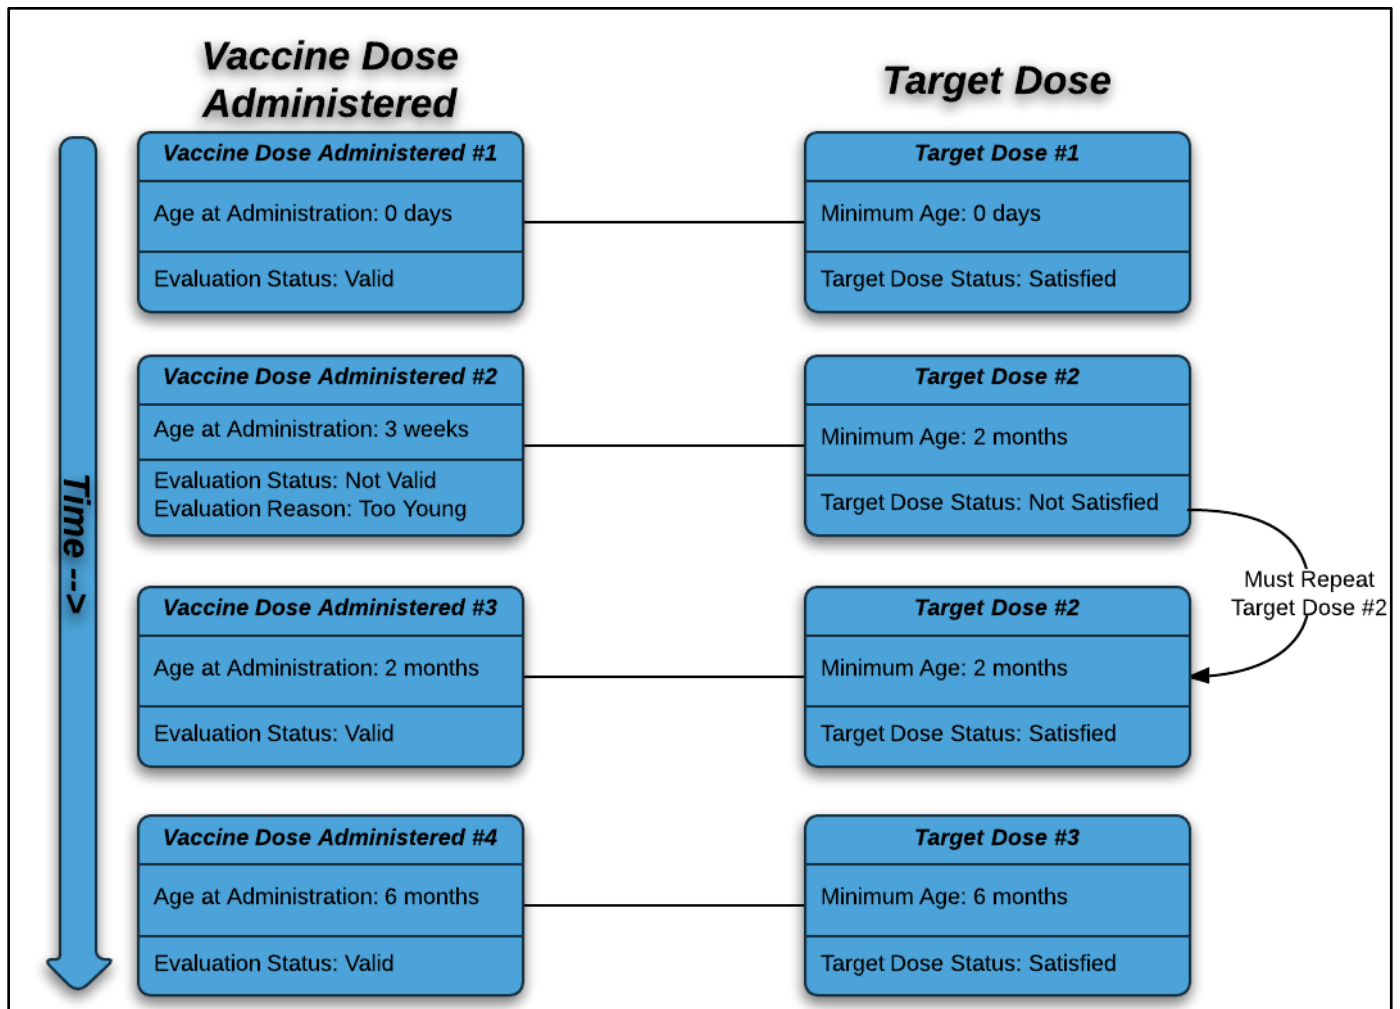 Vaccine Dose
Administered
Target Dose
Time -->
Vaccine Dose Administered #1
Age at Administration: 0 days
Evaluation Status: Valid
Target Dose #1
Minimum Age: 0 days
Target Dose Status: Satisfied
Vaccine Dose Administered #2
Age at Administration: 3 weeks
Evaluation Status: Not Valid
Evaluation Reason: Too Young
Target Dose #2
Minimum Age: 2 months
Target Dose Status: Not Satisfied
Must Repeat
Target Dose #2
Vaccine Dose Administered #3
Age at Administration: 2 months
Evaluation Status: Valid
Target Dose #2
Minimum Age: 2 months
Target Dose Status: Satisfied
Vaccine Dose Administered #4
Age at Administration: 6 months
Evaluation Status: Valid
Target Dose #3
Minimum Age: 6 months
Target Dose Status: Satisfied